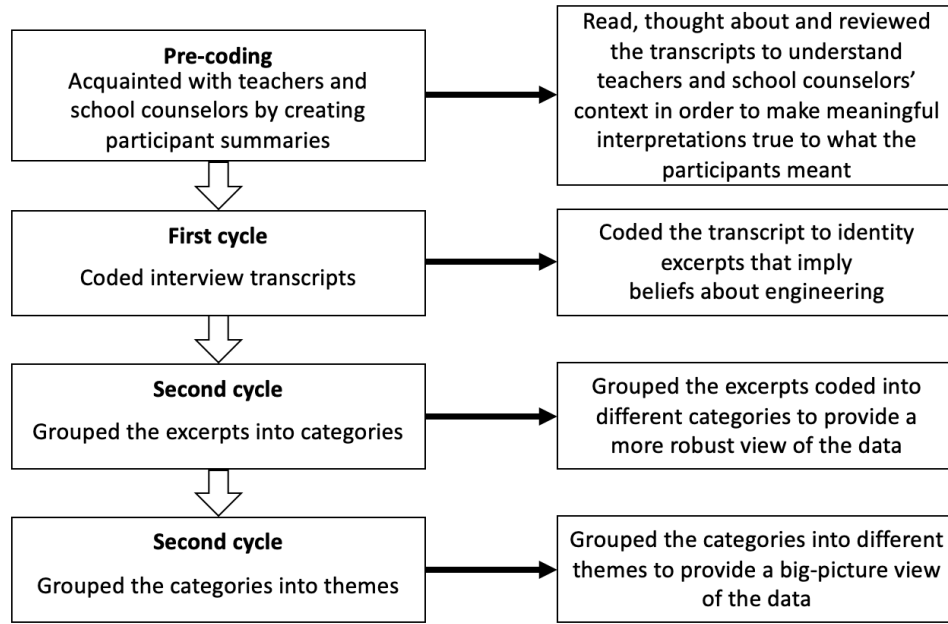 Pre-coding
Acquainted with teachers and
school counselors by creating
participant summaries
Read, thought about and reviewed
the transcripts to understand
teachers and school counselors’
context in order to make meaningful
interpretations true to what the
participants meant
First cycle
Coded interview transcripts
Coded the transcript to identity
excerpts that imply
beliefs about engineering
Second cycle
Grouped the excerpts into categories
Grouped the excerpts coded into
different categories to provide a
more robust view of the data
Second cycle
Grouped the categories into themes
Grouped the categories into different
themes to provide a big-picture view
of the data